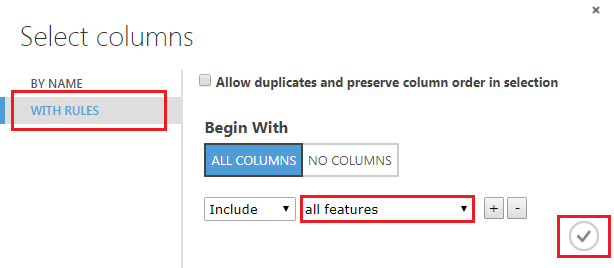 Select columns
BY NAME
WITH RULES
Allow duplicates and preserve column order in selection
Begin With
ALL COLUMNS NO COLUMNS
Include all features + -